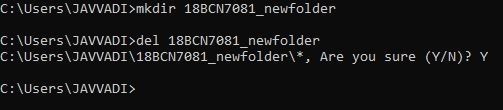 C:\Users\JAVVADI>mkdir 18BCN7081_newfolder
C:\Users\JAVVADI>del 18BCN7081_newfolder
C:\Users\JAVVADI\18BCN7081_newfolder\*, Are you sure (Y/N)? Y
C:\Users\JAVVADI>